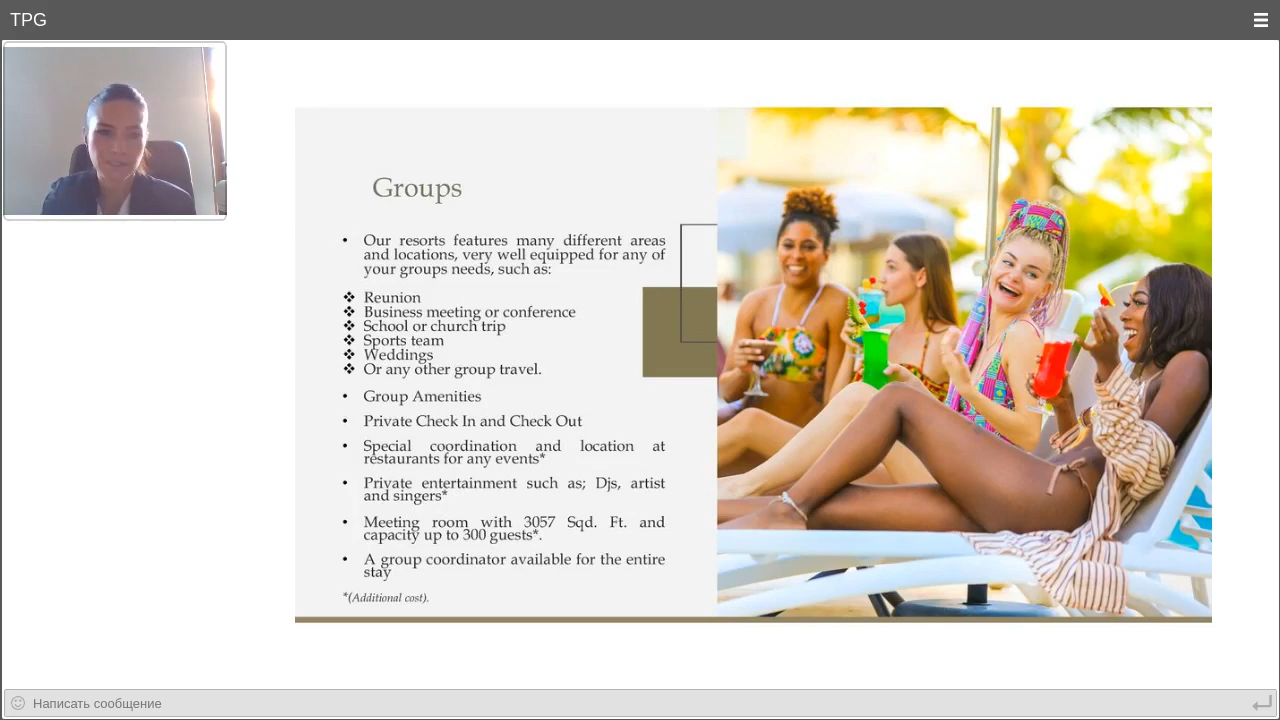 TPG
Groups
• Our resorts features many different areas
and locations, very well equipped for any of
your groups needs, such as:
❖ Reunion
❖ Business meeting or conference
❖ School or church trip
❖ Sports team
❖ Weddings
❖ Or any other group travel.
• Group Amenities
• Private Check In and Check Out
• Special coordination and location at
restaurants for any events*
• Private entertainment such as; Djs, artist
and singers*
• Meeting room with 3057 Sqd. Ft. and
capacity up to 300 guests*.
• A group coordinator available for the entire
stay
*(Additional cost).
Написать сообщение